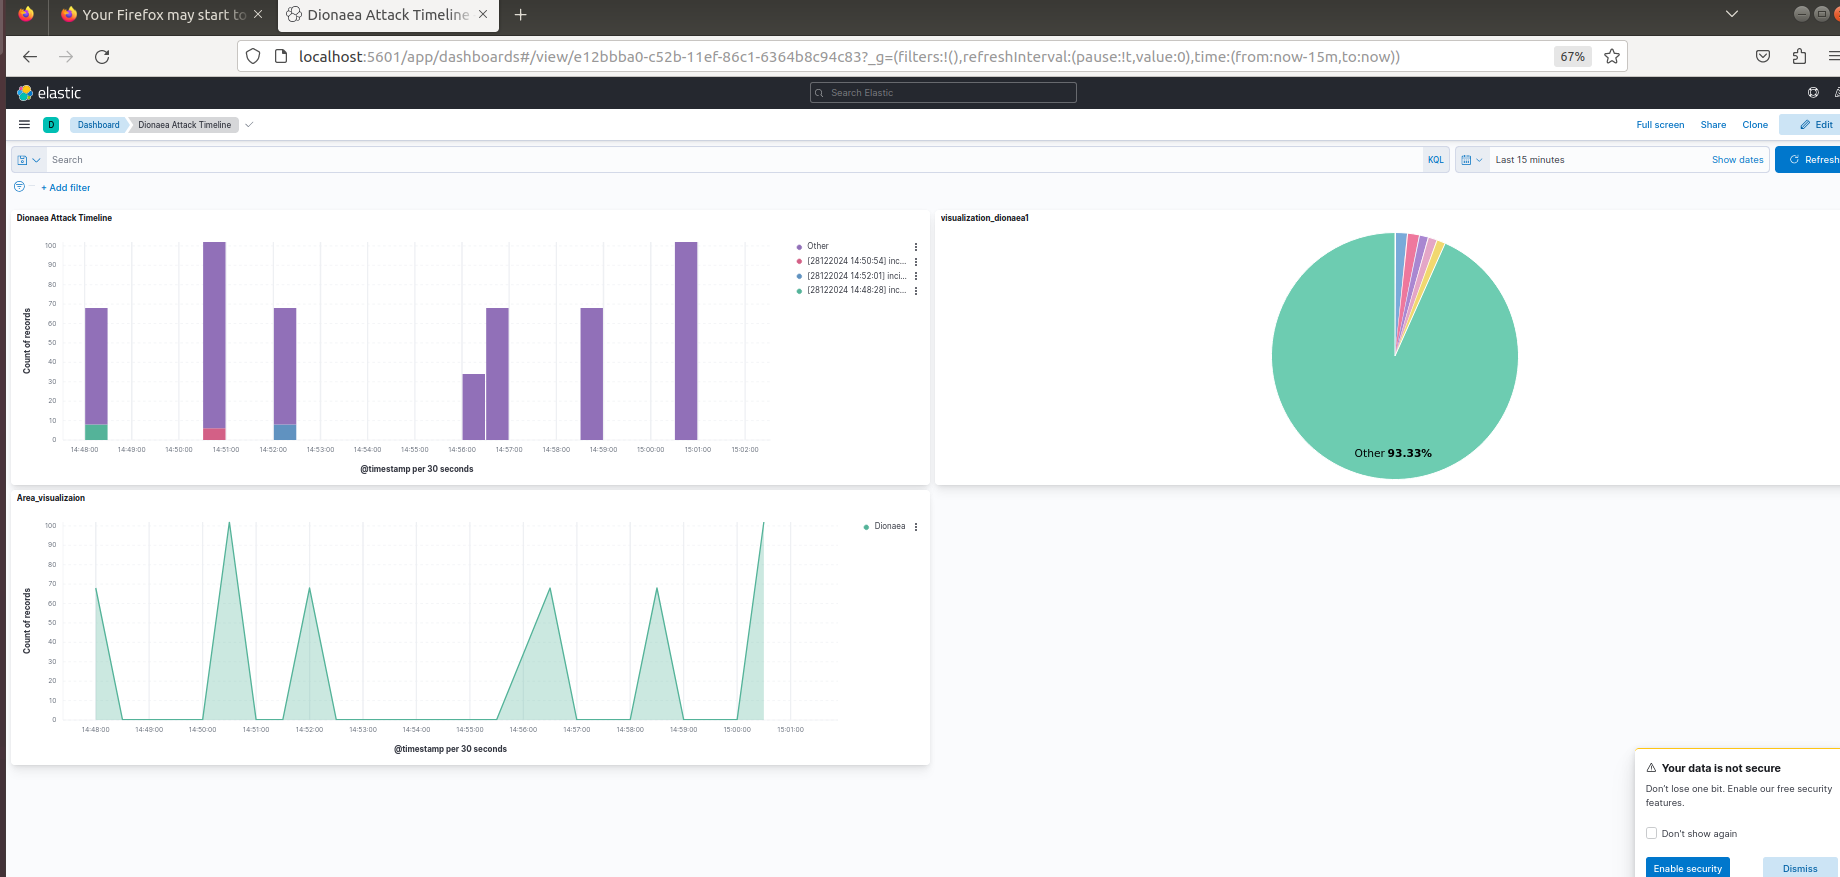 Your Firefox may start to
Dionaea Attack Timeline
localhost:5601/app/dashboards#/view/e12bbba0-c52b-11ef-86c1-6364b8c94c83?_g=(filters:!(),refreshInterval:(pause:!t,value:0),time:(from:now-15m,to:now))
67%
elastic
Search Elastic
D
Dashboard
Dionaea Attack Timeline
Full screen
Share
Clone
Edit
Search
KQL
Last 15 minutes
Show dates
Refresh
+ Add filter
Dionaea Attack Timeline
100
90
80
70
60
50
40
30
20
10
0
Count of records
14:48:00 14:49:00 14:50:00 14:51:00 14:52:00 14:53:00 14:54:00 14:55:00 14:56:00 14:57:00 14:58:00 14:59:00 15:00:00 15:01:00 15:02:00
@timestamp per 30 seconds
Other
[28122024 14:50:54] inc...
[28122024 14:52:01] inci...
[28122024 14:48:28] inc...
visualization_dionaea1
Other 93.33%
Area_visualizaion
100
90
80
70
60
50
40
30
20
10
0
Count of records
14:48:00 14:49:00 14:50:00 14:51:00 14:52:00 14:53:00 14:54:00 14:55:00 14:56:00 14:57:00 14:58:00 14:59:00 15:00:00 15:01:00
@timestamp per 30 seconds
Dionaea
Your data is not secure
Don't lose one bit. Enable our free security
features.
Don't show again
Enable security
Dismiss